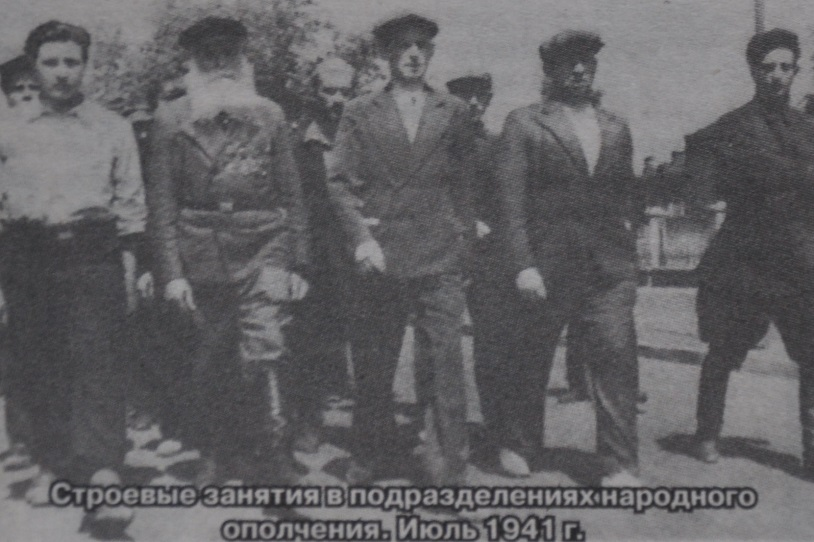 Строевые занятия в подразделениях народного
ополчения. Июль 1941 г.